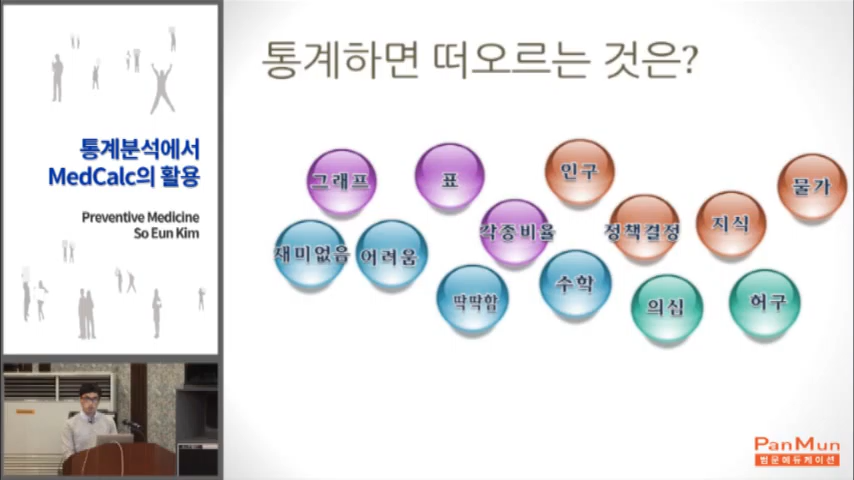 통계분석에서
MedCalc의 활용
Preventive Medicine
So Eun Kim
통계하면 떠오르는 것은?
그래프
표
인구
물가
재미없음
어려움
각종비율
정책결정
지식
딱딱함
수학
의심
허구
PanMun
범문에듀케이션